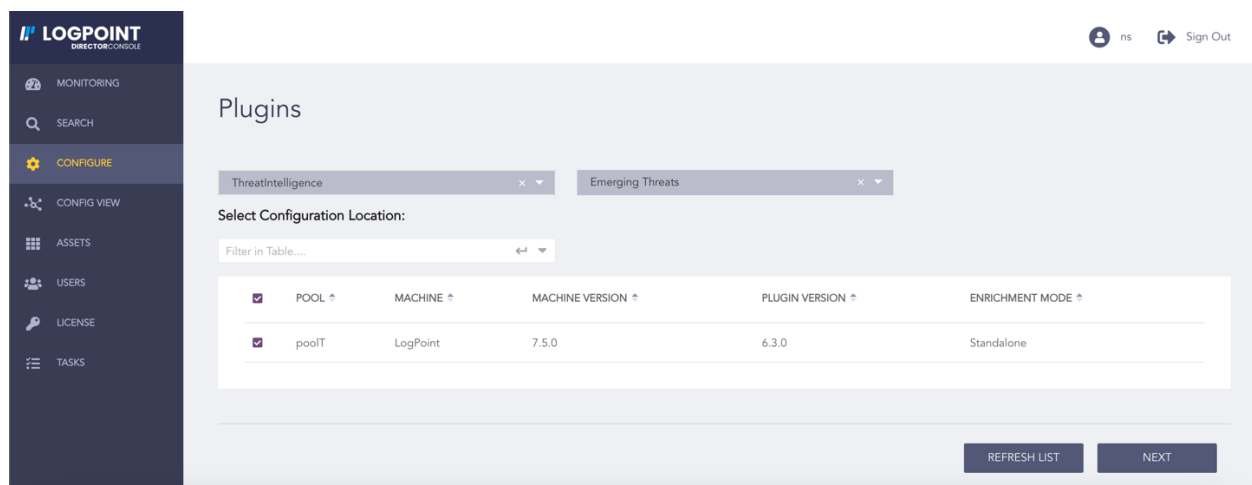 LOGPOINT
DIRECTORCONSOLE
ns Sign Out
MONITORING
SEARCH
CONFIGURE
CONFIG VIEW
ASSETS
USERS
LICENSE
TASKS
Plugins
ThreatIntelligence Emerging Threats
Select Configuration Location:
Filter in Table....
POOL MACHINE MACHINE VERSION PLUGIN VERSION ENRICHMENT MODE
poolT LogPoint 7.5.0 6.3.0 Standalone
REFRESH LIST NEXT